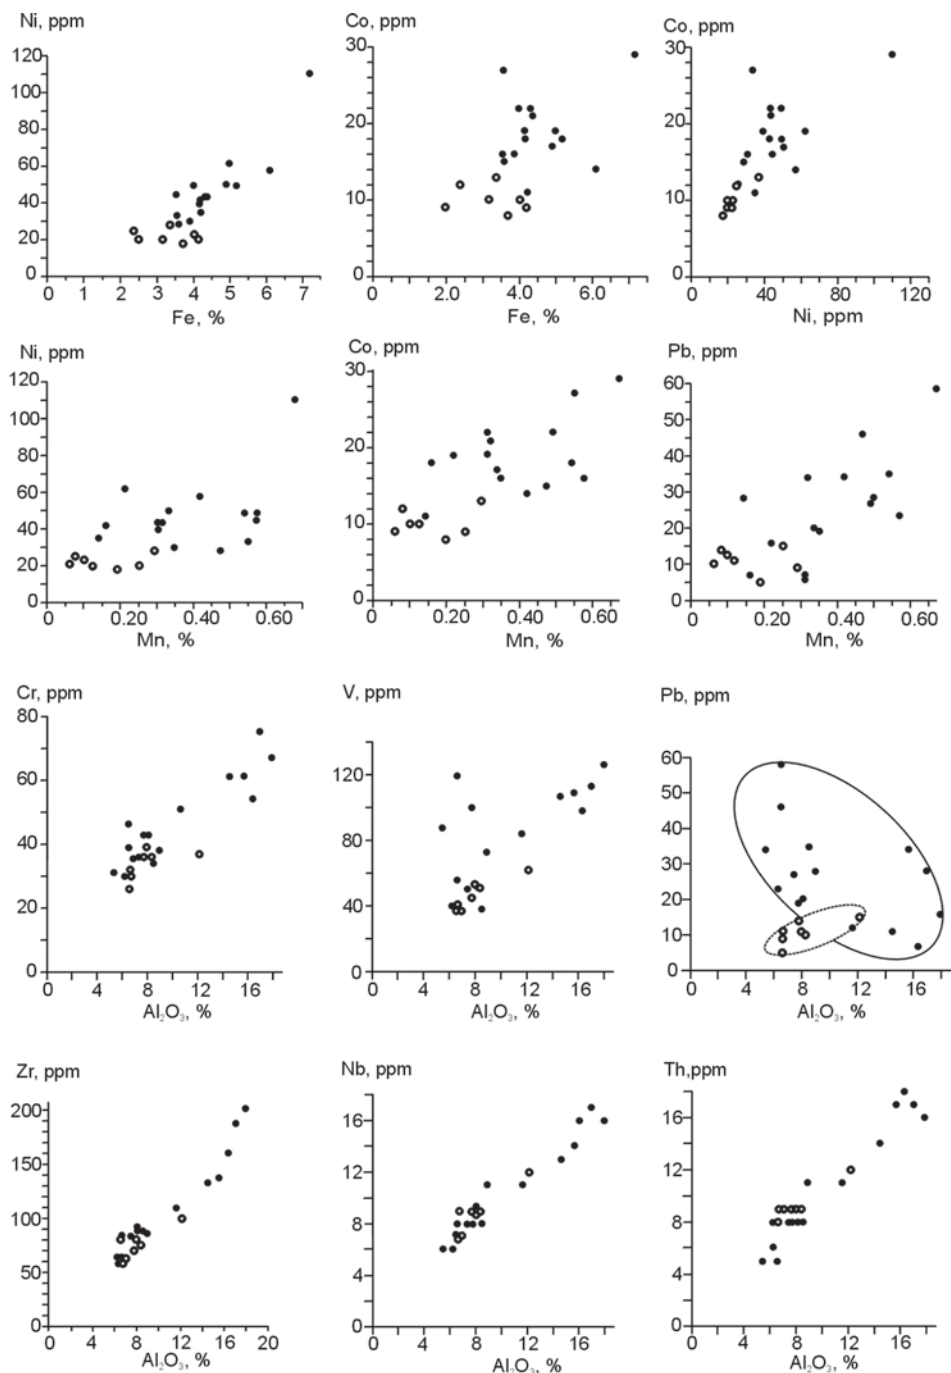 Ni, ppm
120
100
80
60
40
20
0
0 1 2 3 4 5 6 7
Fe, %
Co, ppm
30
20
10
0
0 2.0 4.0 6.0
Fe, %
Co, ppm
30
20
10
0
0 40 80 120
Ni, ppm
Ni, ppm
120
100
80
60
40
20
0
0 0.20 0.40 0.60
Mn, %
Co, ppm
30
20
10
0
0 0.20 0.40 0.60
Mn, %
Pb, ppm
60
50
40
30
20
10
0
0 0.20 0.40 0.60
Mn, %
Cr, ppm
80
60
40
20
0
0 4 8 12 16
Al₂O₃, %
V, ppm
120
80
40
0
0 4 8 12 16
Al₂O₃, %
Pb, ppm
60
50
40
30
20
10
0
0 4 8 12 16
Al₂O₃, %
Zr, ppm
200
150
100
50
0
0 4 8 12 16 20
Al₂O₃, %
Nb, ppm
16
12
8
4
0
0 4 8 12 16
Al₂O₃, %
Th,ppm
16
12
8
4
0
0 4 8 12 16
Al₂O₃, %